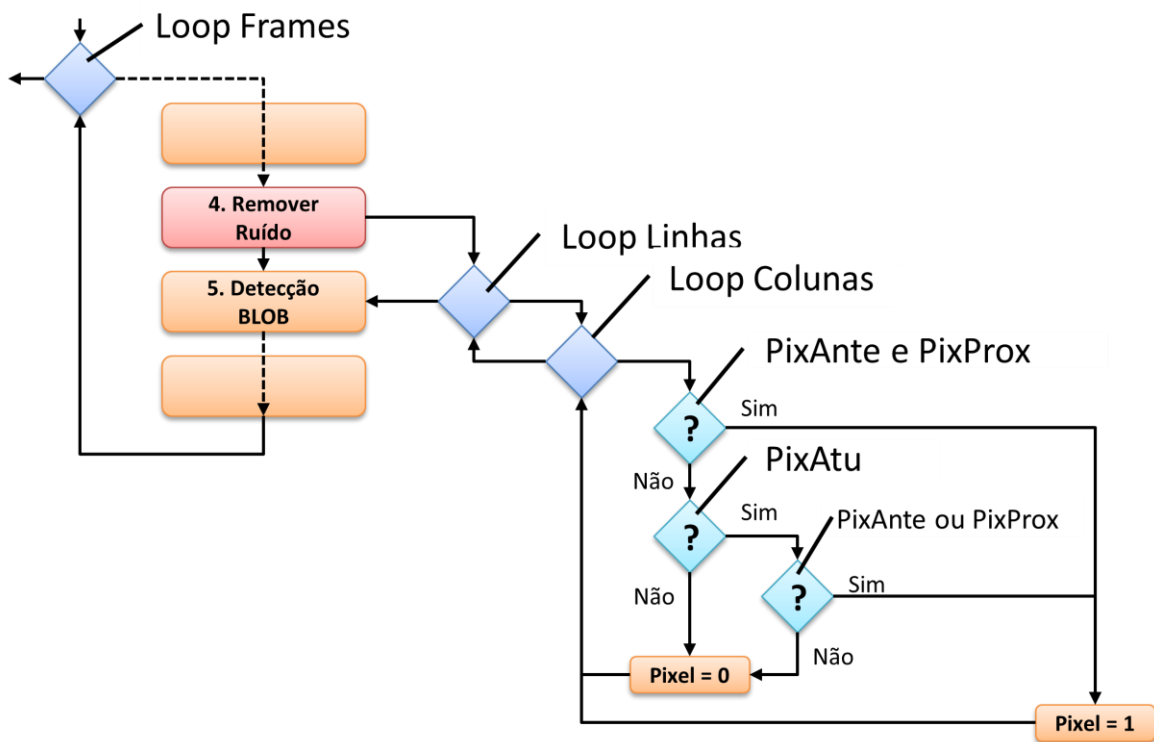 Loop Frames
4. Remover
Ruído
Loop Linhas
5. Detecção
BLOB
Loop Colunas
PixAnte e PixProx
Sim
?
PixAtu
Não
Sim
PixAnte ou PixProx
?
Não
?
Sim
Não
Pixel = 0
Pixel = 1